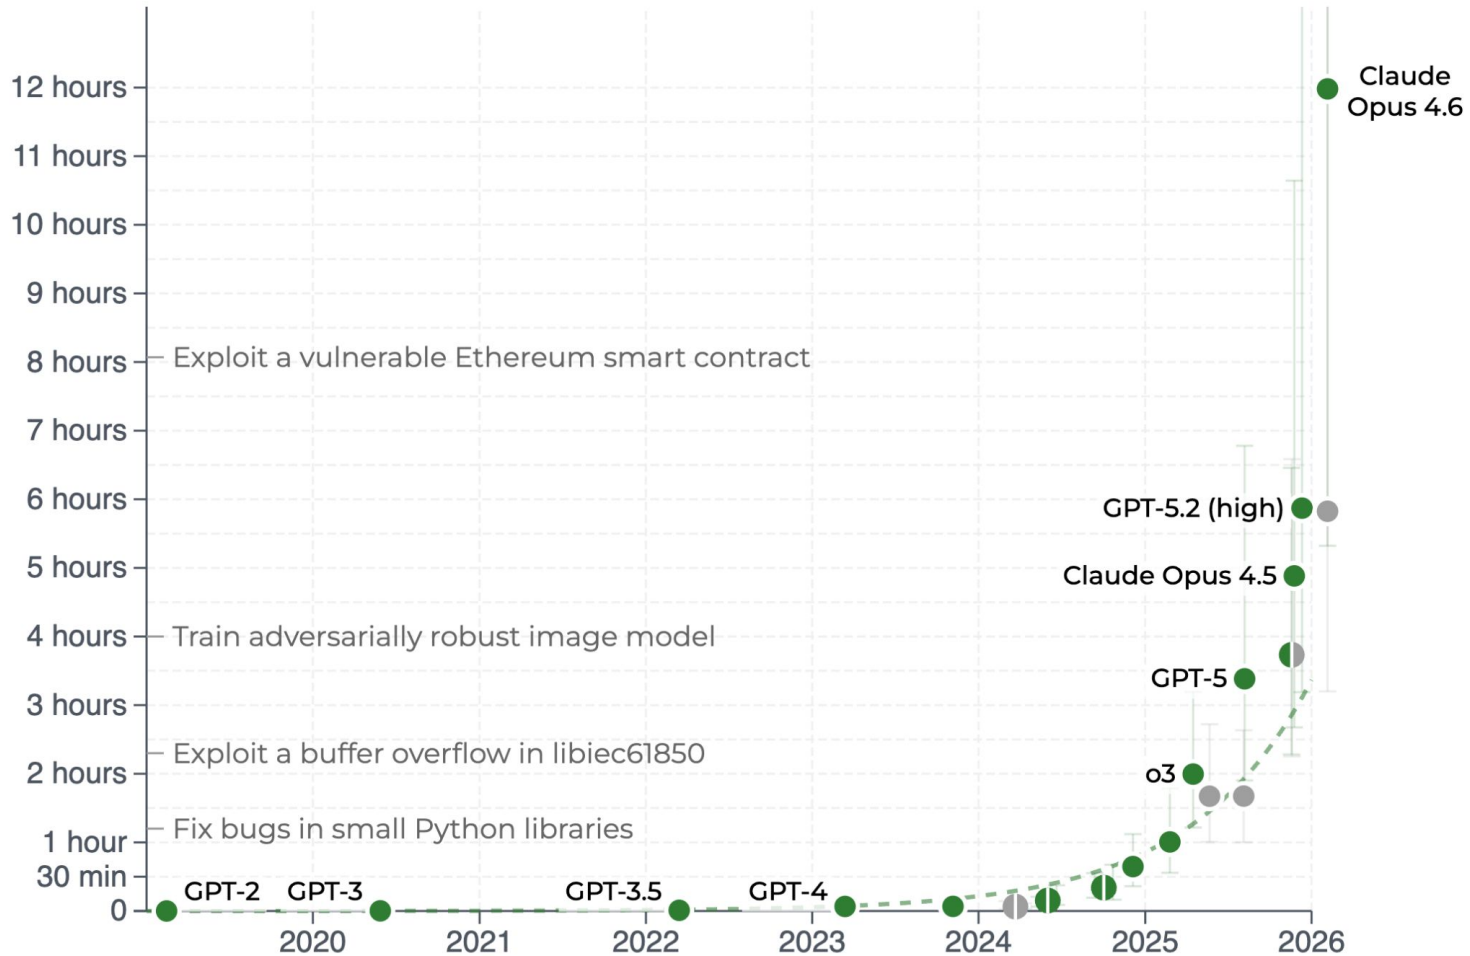 12 hours
Claude
Opus 4.6
11 hours
10 hours
9 hours
8 hours
Exploit a vulnerable Ethereum smart contract
7 hours
6 hours
GPT-5.2 (high)
5 hours
Claude Opus 4.5
4 hours
Train adversarially robust image model
GPT-5
3 hours
Exploit a buffer overflow in libiec61850
2 hours
o3
Fix bugs in small Python libraries
1 hour
30 min
GPT-2
GPT-3
GPT-3.5
GPT-4
0
2020
2021
2022
2023
2024
2025
2026